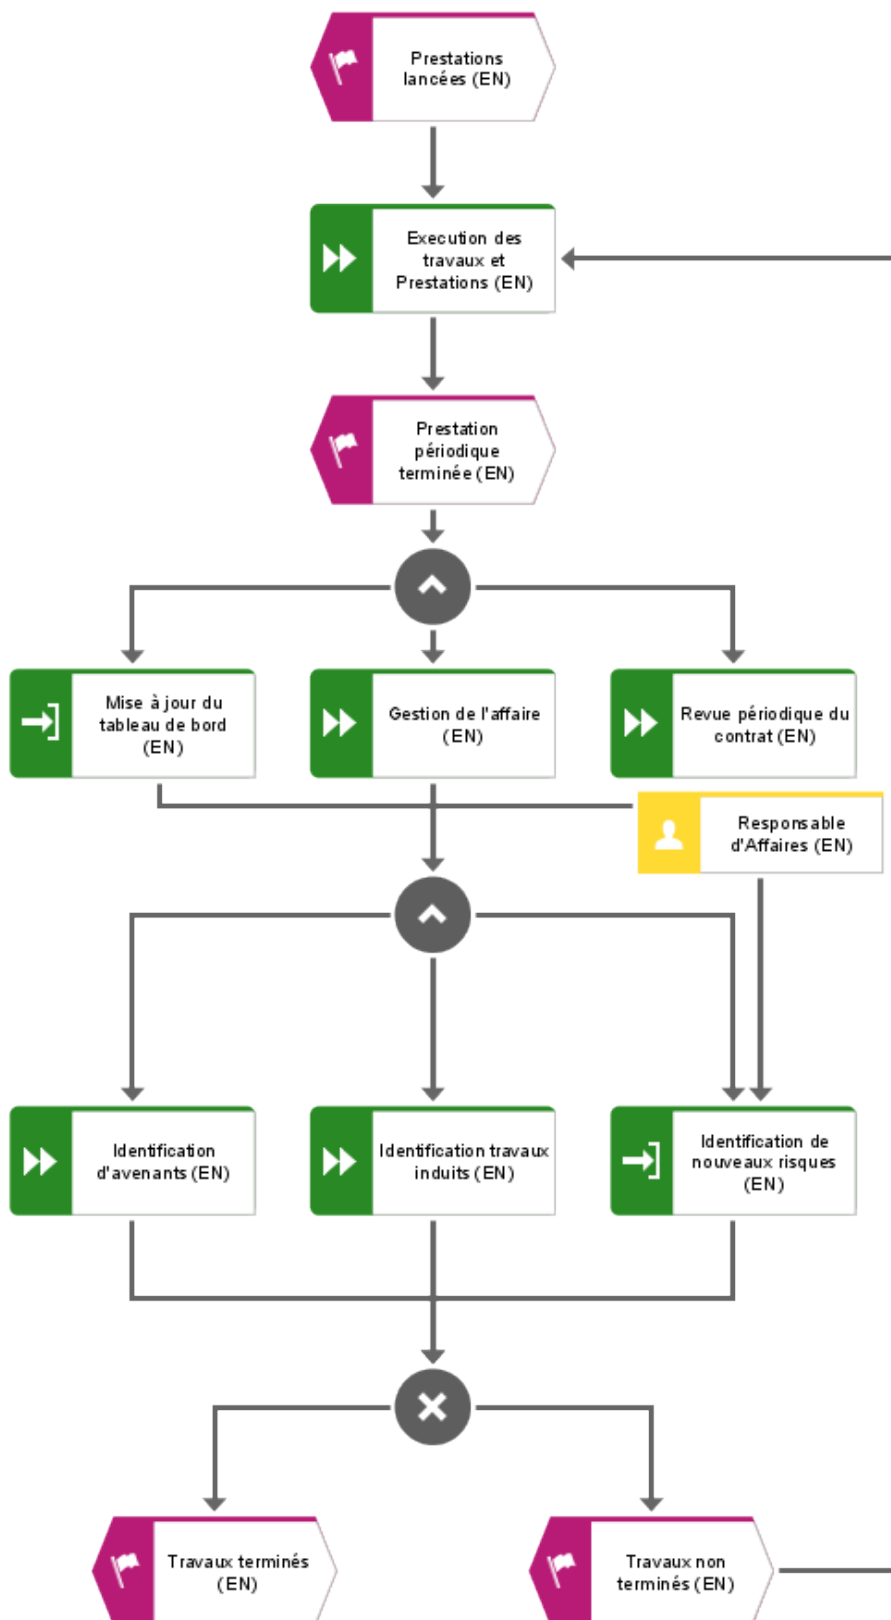 Prestations
lancées (EN)
Execution des
travaux et
Prestations (EN)
Prestation
périodique
terminée (EN)
Mise à jour du
tableau de bord
(EN)
Gestion de l'affaire
(EN)
Revue périodique du
contrat (EN)
Responsable
d'Affaires (EN)
Identification
d'avenants (EN)
Identification travaux
induits (EN)
Identification de
nouveaux risques
(EN)
Travaux terminés
(EN)
Travaux non
terminés (EN)